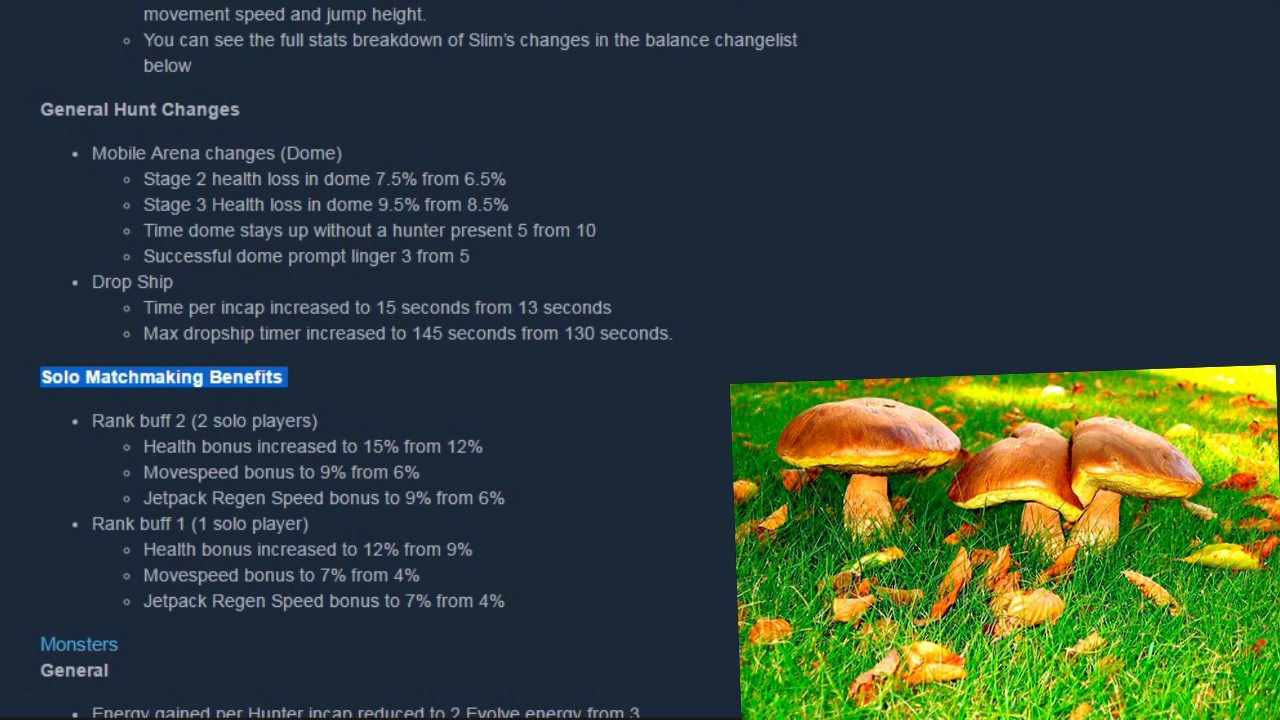 movement speed and jump height.
You can see the full stats breakdown of Slim's changes in the balance changelist
below
General Hunt Changes
Mobile Arena changes (Dome)
Stage 2 health loss in dome 7.5% from 6.5%
Stage 3 Health loss in dome 9.5% from 8.5%
Time dome stays up without a hunter present 5 from 10
Successful dome prompt linger 3 from 5
Drop Ship
Time per incap increased to 15 seconds from 13 seconds
Max dropship timer increased to 145 seconds from 130 seconds.
Solo Matchmaking Benefits
Rank buff 2 (2 solo players)
Health bonus increased to 15% from 12%
Movespeed bonus to 9% from 6%
Jetpack Regen Speed bonus to 9% from 6%
Rank buff 1 (1 solo player)
Health bonus increased to 12% from 9%
Movespeed bonus to 7% from 4%
Jetpack Regen Speed bonus to 7% from 4%
Monsters
General
Energy gained per Hunter incap reduced to 2 Evolve energy from 3